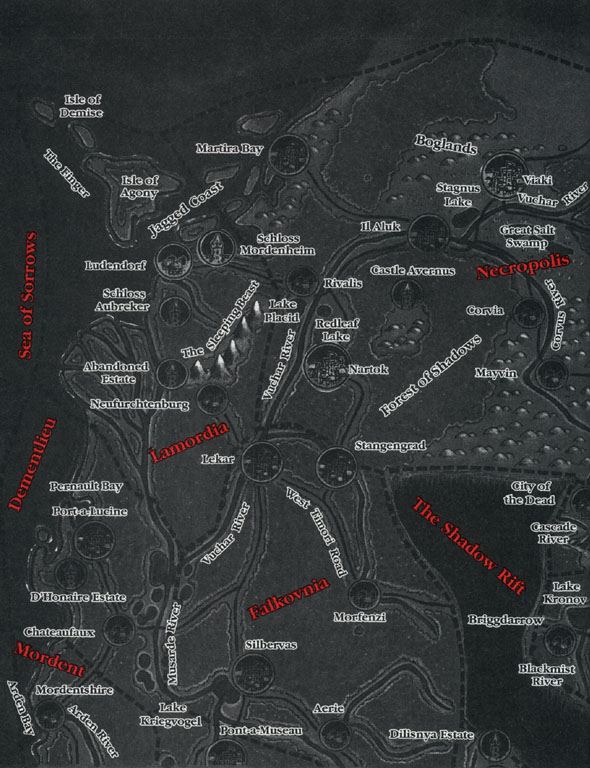 Isle of
Demise
The Finger
Isle of
Agony
Martira Bay
Boglands
Viaki
Stagnus
Lake
Vuchar River
Jagged Coast
Il Aluk
Great Salt
Swamp
Necropolis
Sea of Sorrows
Ludendorf
Schloss
Mordenheim
Castle Avernus
Rivalis
Schloss
Aubreker
Lake
Placid
The Sleeping Beast
Corvia
Corvus River
Redleaf
Lake
Vuchar River
Nartok
Forest of Shadows
Mayvin
Abandoned
Estate
Neufurchtenburg
Lamordia
Lekar
Stangengrad
Dementlieu
Pernault Bay
Port-a-Lucine
Vuchar River
West Timori Road
The Shadow Rift
City of
the Dead
Cascade
River
Lake
Kronov
D'Honaire Estate
Falkovnia
Morfenzi
Briggdarrow
Chateaufaux
Musarde River
Silbervas
Mordent
Blackmist
River
Mordentshire
Arden Bay
Arden River
Lake
Kriegvogel
Pont-a-Museau
Aerie
Dilisnya Estate